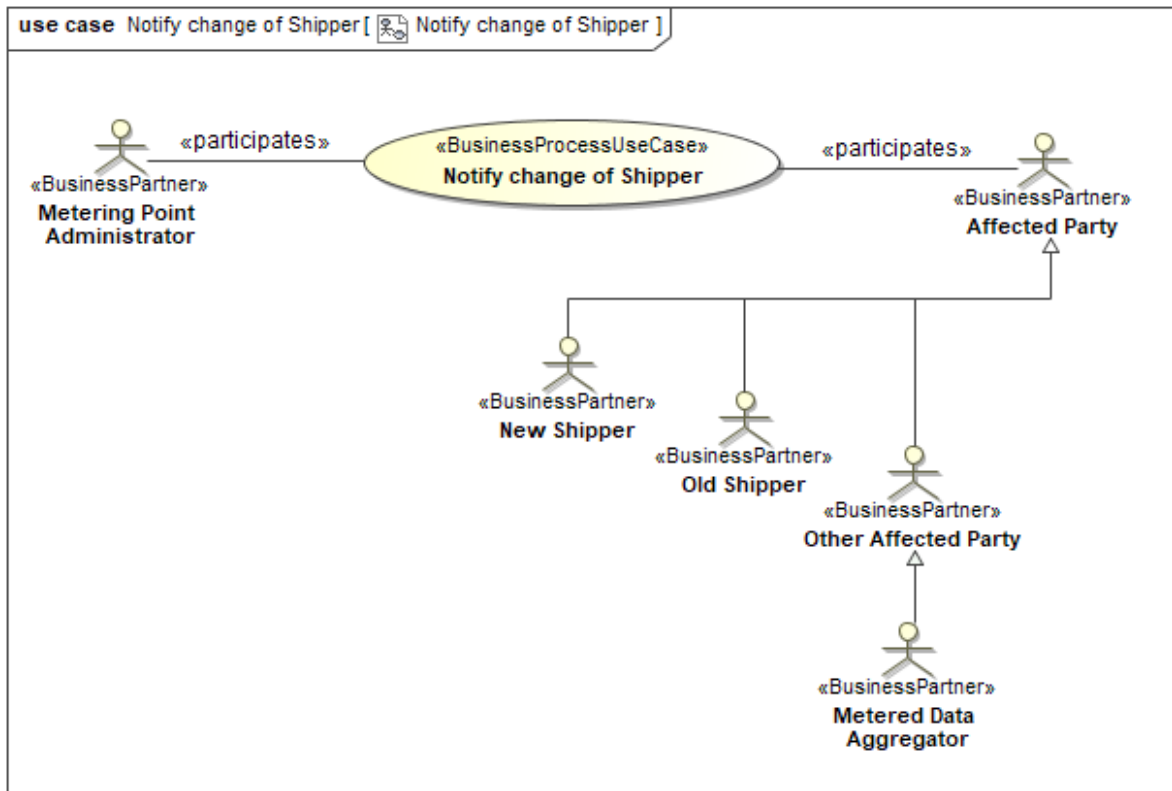 use case Notify change of Shipper [ Notify change of Shipper ]
«participates»
«BusinessProcessUseCase»
Notify change of Shipper
«participates»
«BusinessPartner»
Metering Point
Administrator
«BusinessPartner»
Affected Party
«BusinessPartner»
New Shipper
«BusinessPartner»
Old Shipper
«BusinessPartner»
Other Affected Party
«BusinessPartner»
Metered Data
Aggregator